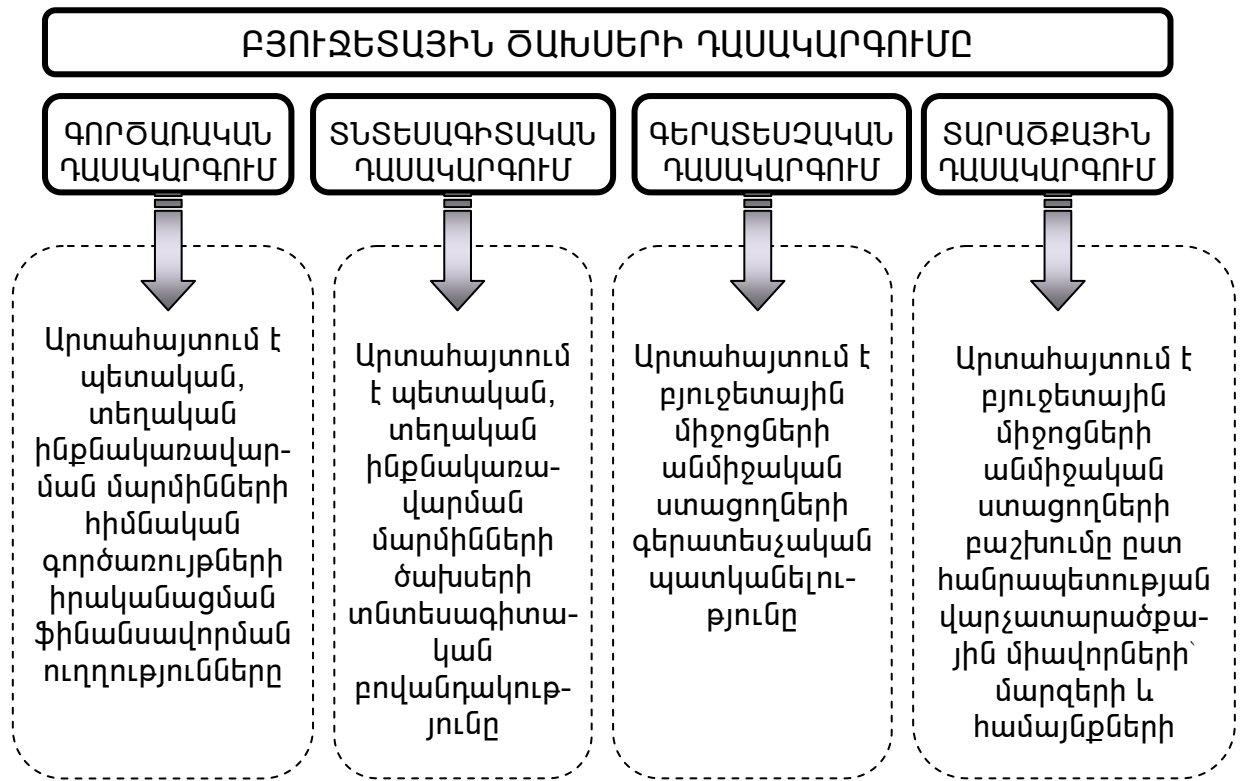 ԲՅՈՒՋԵՏԱՅԻՆ ԾԱԽՍԵՐԻ ԴԱՍԱԿԱՐԳՈՒՄԸ
ԳՈՐԾԱՌԱԿԱՆ
ԴԱՍԱԿԱՐԳՈՒՄ
ՏՆՏԵՍԱԳԻՏԱԿԱՆ
ԴԱՍԱԿԱՐԳՈՒՄ
ԳԵՐԱՏԵՍՉԱԿԱՆ
ԴԱՍԱԿԱՐԳՈՒՄ
ՏԱՐԱԾՔԱՅԻՆ
ԴԱՍԱԿԱՐԳՈՒՄ
Արտահայտում է
պետական,
տեղական
ինքնակառավար-
ման մարմինների
հիմնական
գործառույթների
իրականացման
ֆինանսավորման
ուղղությունները
Արտահայտում
է պետական,
տեղական
ինքնակառա-
վարման
մարմինների
ծախսերի
տնտեսագիտա-
կան
բովանդակութ-
յունը
Արտահայտում է
բյուջետային
միջոցների
անմիջական
ստացողների
գերատեսչական
պատկանելու-
թյունը
Արտահայտում է
բյուջետային
միջոցների
անմիջական
ստացողների
բաշխումը ըստ
հանրապետության
վարչատարածքա-
յին միավորների՝
մարզերի և
համայնքների